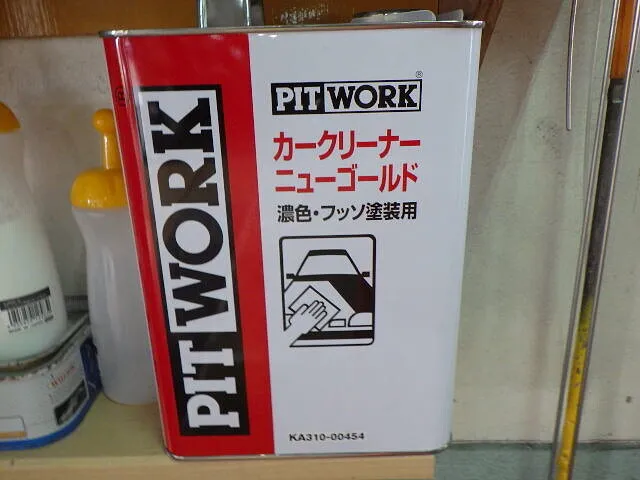 PIT WORK
PIT WORK®
カークリーナー
ニューゴールド
濃色・フッソ塗装用
KA310-00454